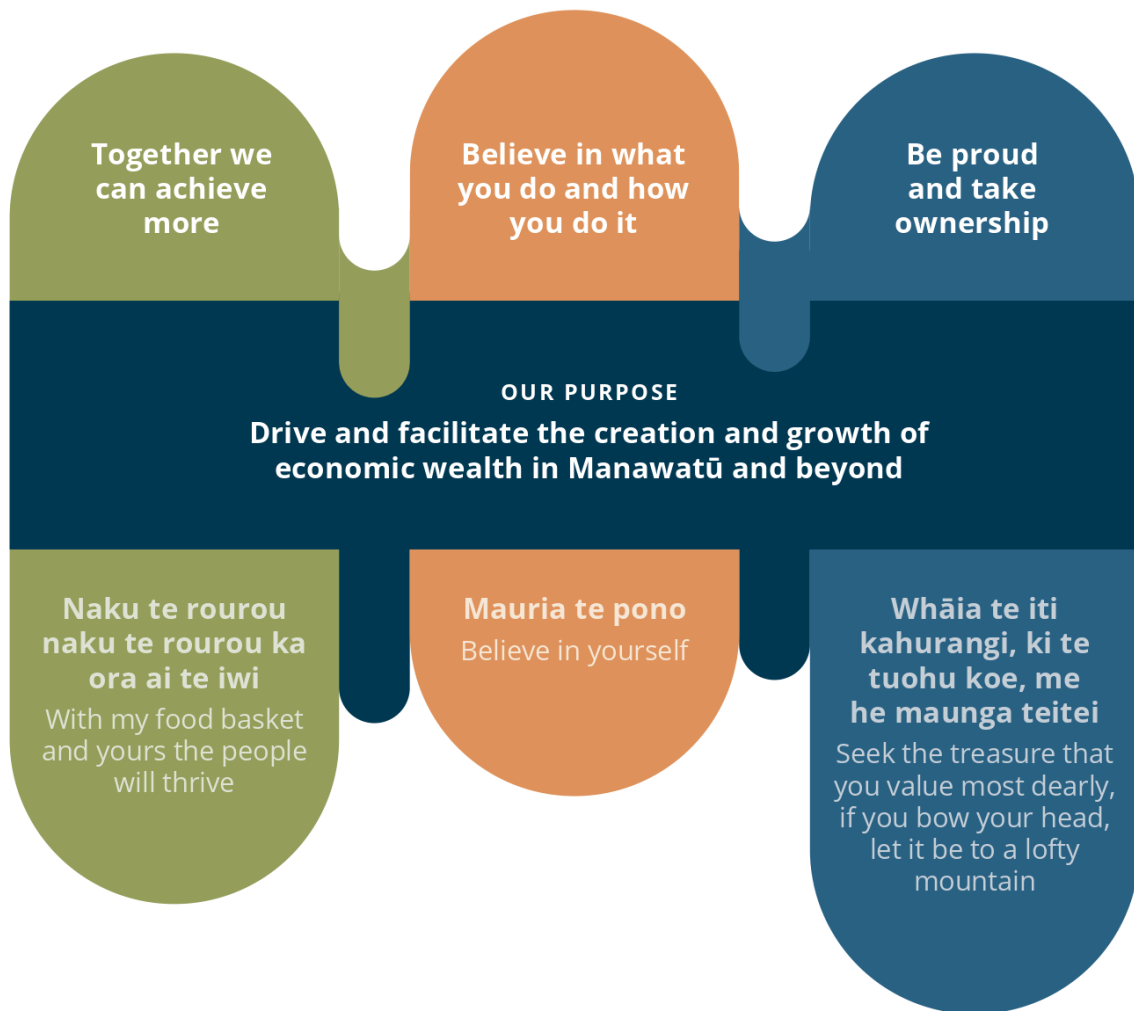 Together we
can achieve
more
Believe in what
you do and how
you do it
Be proud
and take
ownership
OUR PURPOSE
Drive and facilitate the creation and growth of
economic wealth in Manawatū and beyond
Naku te rourou
naku te rourou ka
ora ai te iwi
With my food basket
and yours the people
will thrive
Mauria te pono
Believe in yourself
Whāia te iti
kahurangi, ki te
tuohu koe, me
he maunga teitei
Seek the treasure that
you value most dearly,
if you bow your head,
let it be to a lofty
mountain